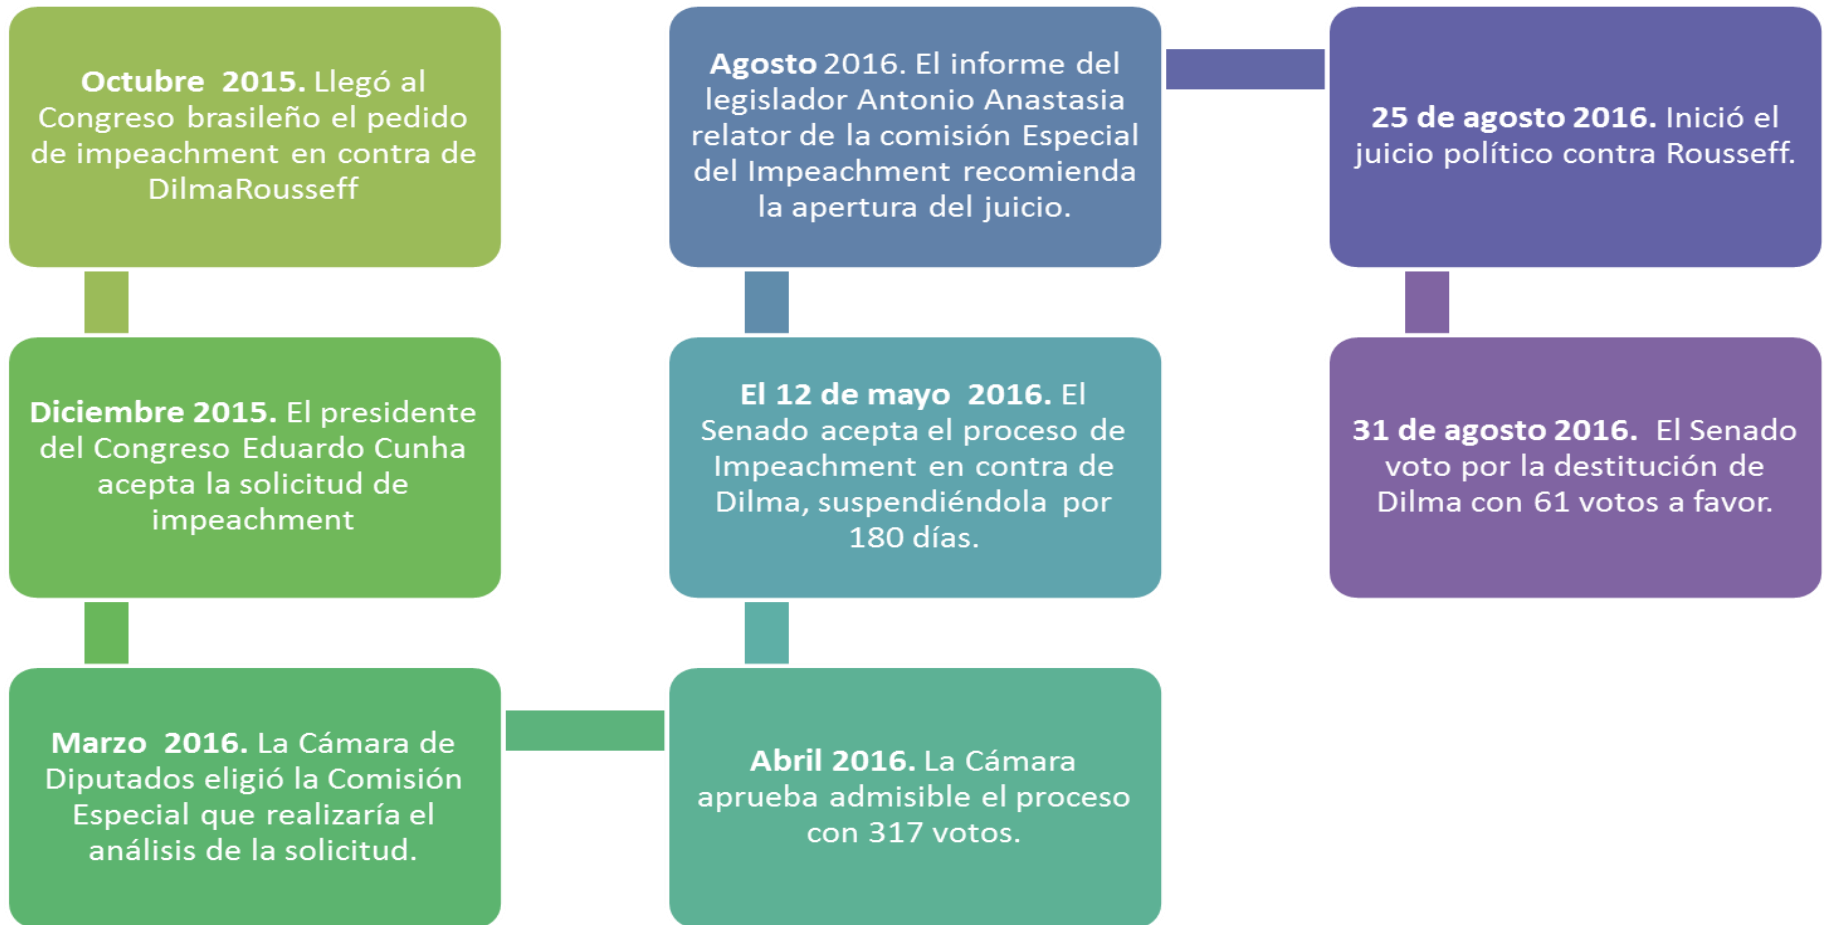 Octubre  2015. Llegó al
Congreso brasileño el pedido
de impeachment en contra de
DilmaRousseff
Diciembre 2015. El presidente
del Congreso Eduardo Cunha
acepta la solicitud de
impeachment
Marzo  2016. La Cámara de
Diputados eligió la Comisión
Especial que realizaría el
análisis de la solicitud.
Abril 2016. La Cámara
aprueba admisible el proceso
con 317 votos.
El 12 de mayo  2016. El
Senado acepta el proceso de
Impeachment en contra de
Dilma, suspendiéndola por
180 días.
Agosto 2016. El informe del
legislador Antonio Anastasia
relator de la comisión Especial
del Impeachment recomienda
la apertura del juicio.
25 de agosto 2016. Inició el
juicio político contra Rousseff.
31 de agosto 2016.  El Senado
voto por la destitución de
Dilma con 61 votos a favor.